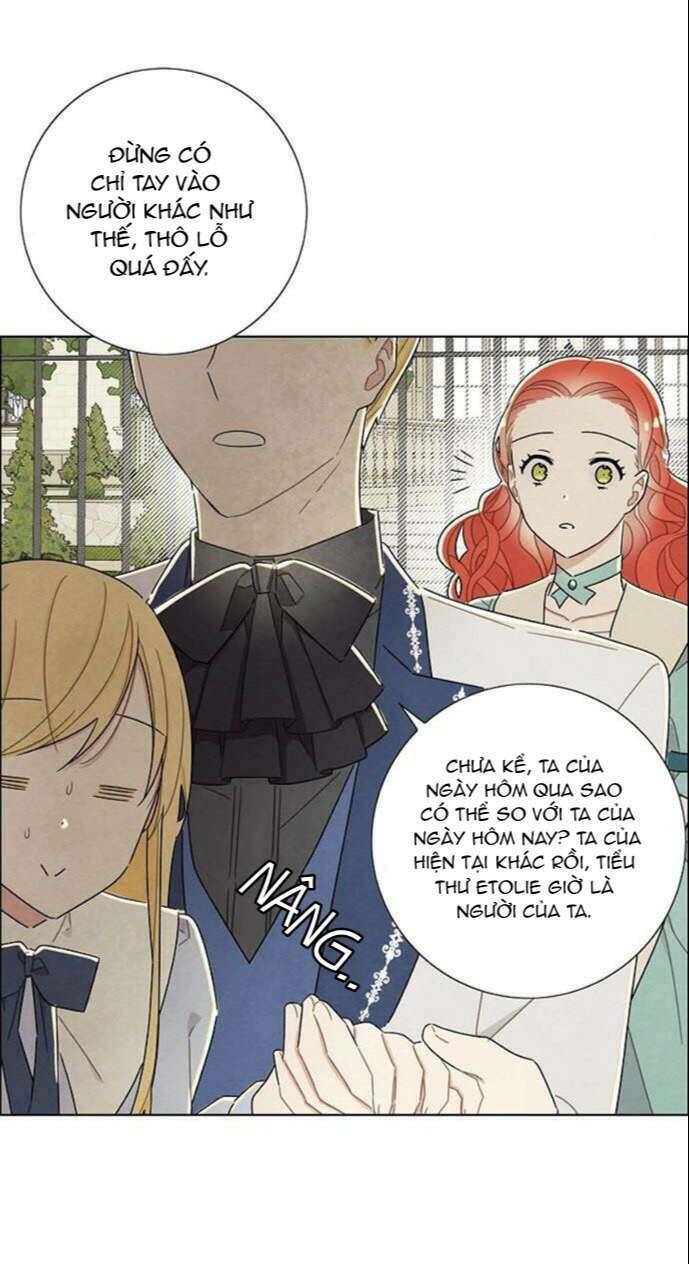 ĐỪNG CÓ
CHỈ TAY VÀO
NGƯỜI KHÁC NHƯ
THẾ, THÔ LỖ
QUÁ ĐẤY.
CHƯA KỂ, TA CỦA
NGÀY HÔM QUA SAO
CÓ THỂ SO VỚI TA CỦA
NGÀY HÔM NAY? TA CỦA
HIỆN TẠI KHÁC RỒI, TIỂU
THƯ ETOLIE GIỜ LÀ
NGƯỜI CỦA TA.
NÂNG..